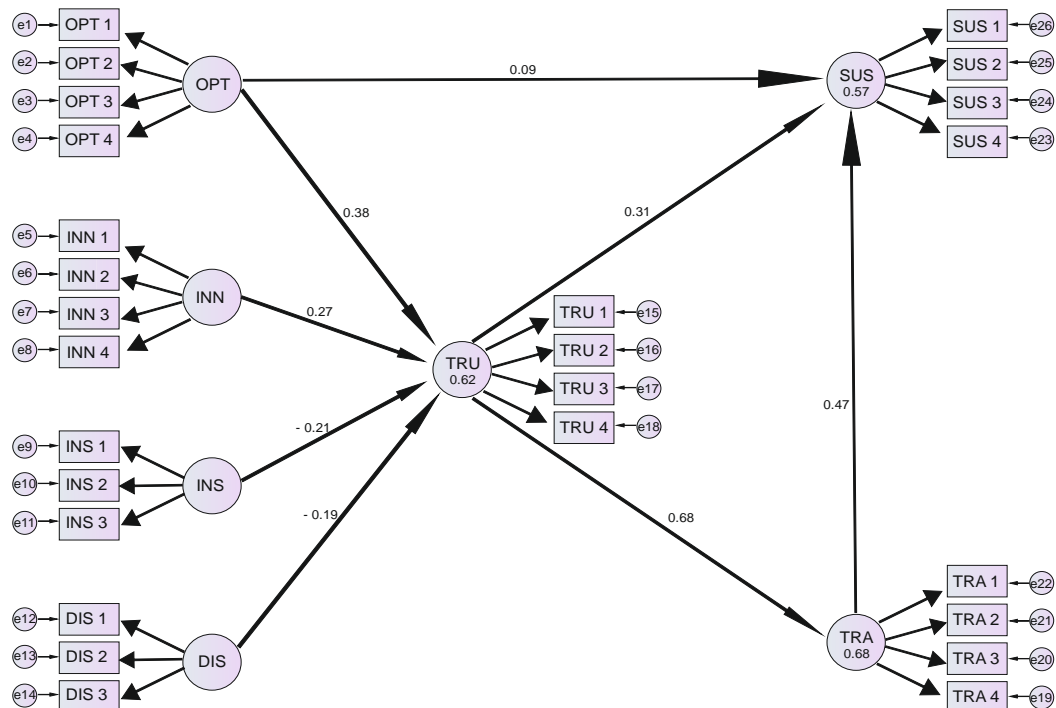 e1
OPT 1
e2
OPT 2
e3
OPT 3
e4
OPT 4
OPT
0.09
SUS
0.57
SUS 1
e26
SUS 2
e25
SUS 3
e24
SUS 4
e23
0.38
0.31
e5
INN 1
e6
INN 2
e7
INN 3
e8
INN 4
INN
0.27
TRU
0.62
TRU 1
e15
TRU 2
e16
TRU 3
e17
TRU 4
e18
0.47
e9
INS 1
e10
INS 2
e11
INS 3
INS
- 0.21
- 0.19
0.68
e12
DIS 1
e13
DIS 2
e14
DIS 3
DIS
TRA
0.68
TRA 1
e22
TRA 2
e21
TRA 3
e20
TRA 4
e19